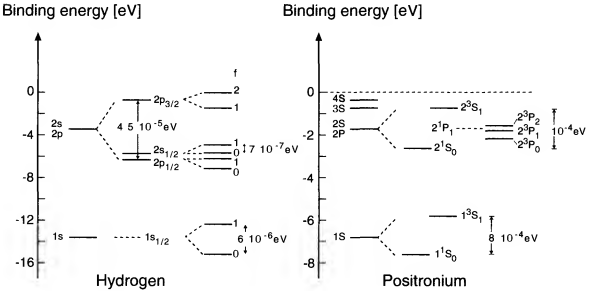 Binding energy [eV]
0
-4
-8
-12
-16
2s
2p
1s
2p3/2
4 5 10-5eV
2s1/2
2p1/2
1s1/2
f
2
1
1
0
1
0
7 10-7eV
1
0
6 10-6eV
Hydrogen
Binding energy [eV]
0
-2
-4
-6
-8
4S
3S
2S
2P
1S
2³S₁
2¹P₁
2¹S₀
2³P₂
2³P₁
2³P₀
10-4eV
1³S₁
8 10-4eV
1¹S₀
Positronium